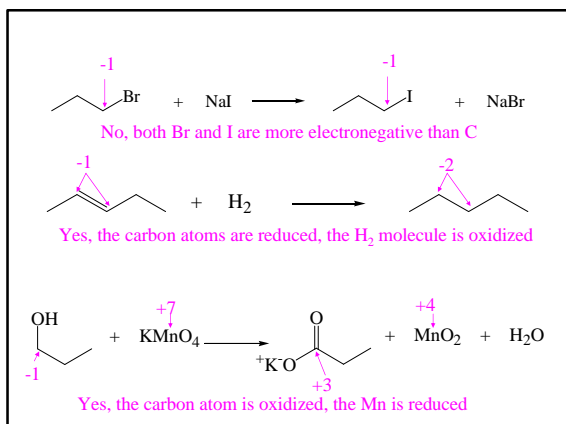 -1 -1
Br + NaI I + NaBr
No, both Br and I are more electronegative than C
-1 -2
+ H₂
Yes, the carbon atoms are reduced, the H₂ molecule is oxidized
OH +7 O +4
+ KMnO₄ + MnO₂ + H₂O
-1 ⁺K⁻O +3
Yes, the carbon atom is oxidized, the Mn is reduced